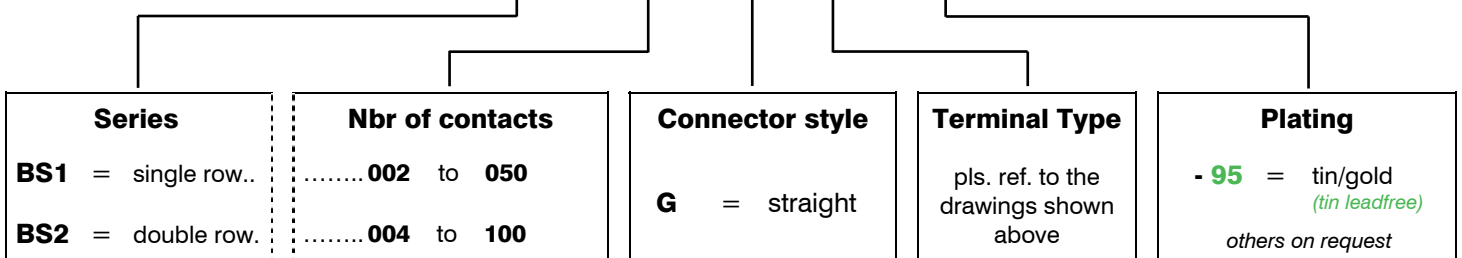 Series
Nbr of contacts
Connector style
Terminal Type
Plating
BS1 = single row.. ........ 002 to 050
BS2 = double row. ........ 004 to 100
G = straight
pls. ref. to the
drawings shown
above
- 95 = tin/gold
(tin leadfree)
others on request